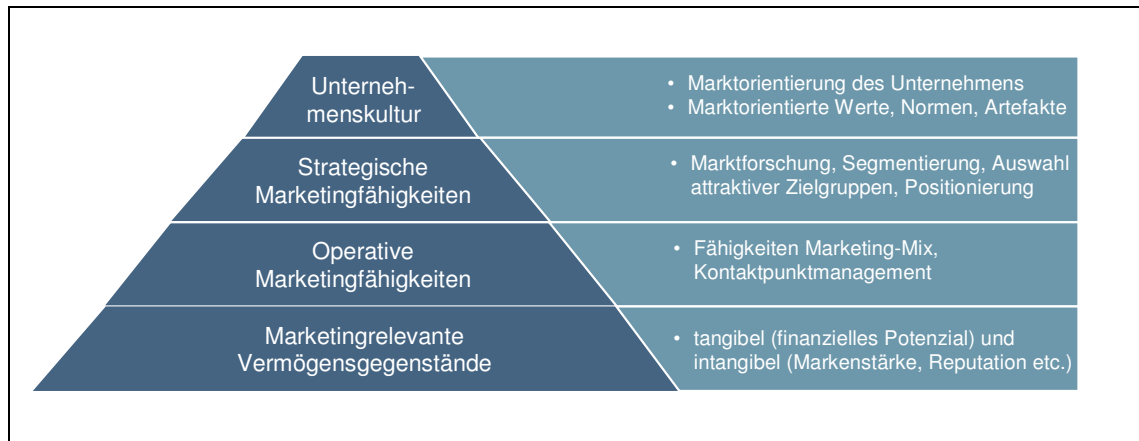 Unterneh-
menskultur
• Marktorientierung des Unternehmens
• Marktorientierte Werte, Normen, Artefakte
Strategische
Marketingfähigkeiten
• Marktforschung, Segmentierung, Auswahl
attraktiver Zielgruppen, Positionierung
Operative
Marketingfähigkeiten
• Fähigkeiten Marketing-Mix,
Kontaktpunktmanagement
Marketingrelevante
Vermögensgegenstände
• tangibel (finanzielles Potenzial) und
intangibel (Markenstärke, Reputation etc.)